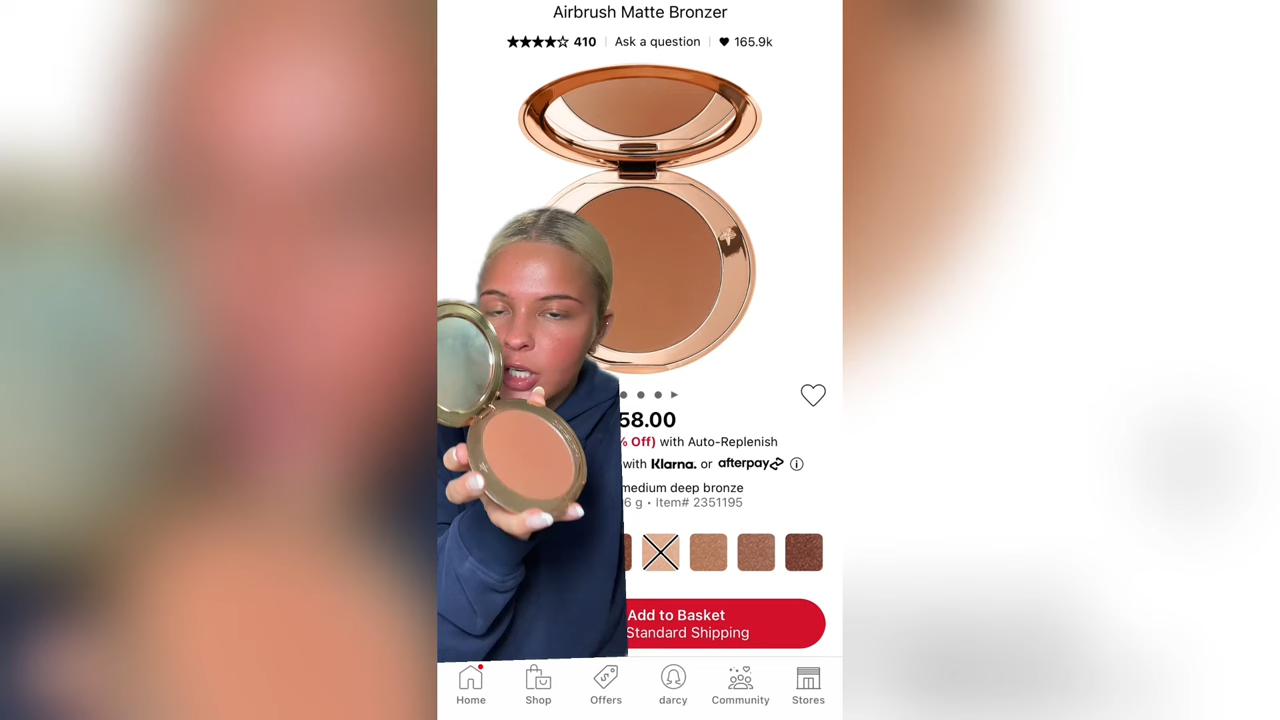 Airbrush Matte Bronzer
410 | Ask a question | 165.9k
58.00
% Off) with Auto-Replenish
with Klarna. or afterpay
medium deep bronze
6 g • Item# 2351195
Add to Basket
Standard Shipping
Home Shop Offers darcy Community Stores